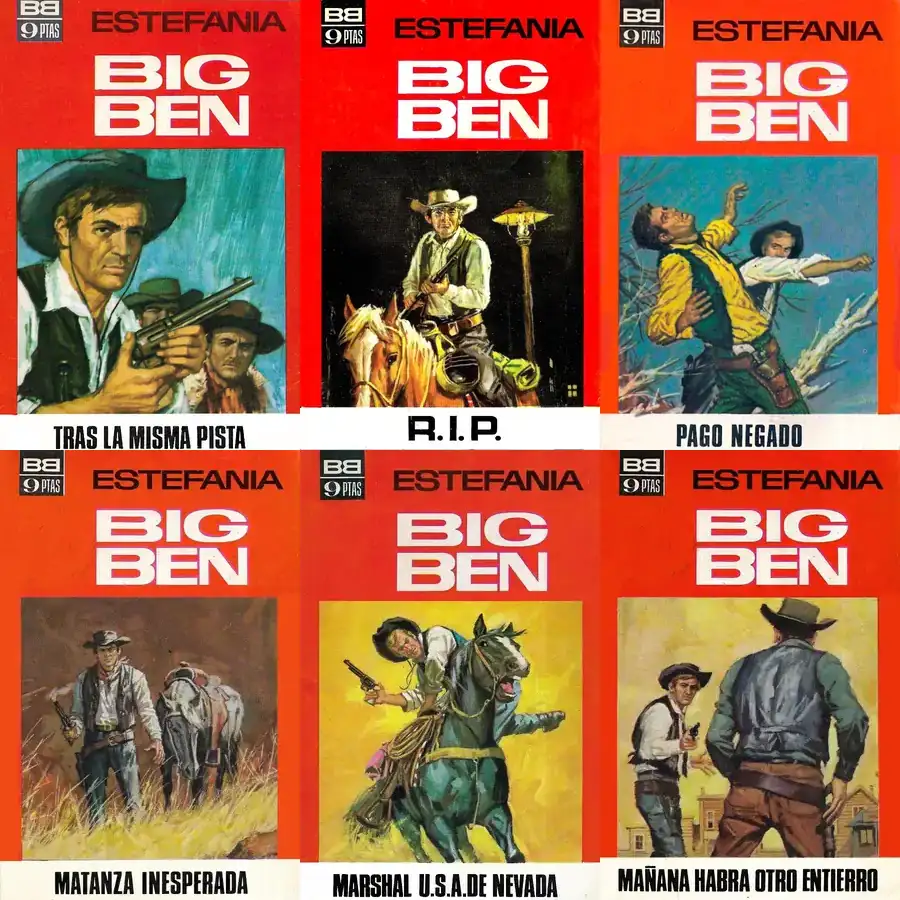 BB
9 PTAS
ESTEFANIA
BIG
BEN
TRAS LA MISMA PISTA
BB
9 PTAS
ESTEFANIA
BIG
BEN
R.I.P.
BB
9 PTAS
ESTEFANIA
BIG
BEN
PAGO NEGADO
BB
9 PTAS
ESTEFANIA
BIG
BEN
MATANZA INESPERADA
BB
9 PTAS
ESTEFANIA
BIG
BEN
MARSHAL U.S.A.DE NEVADA
BB
9 PTAS
ESTEFANIA
BIG
BEN
MAÑANA HABRA OTRO ENTIERRO